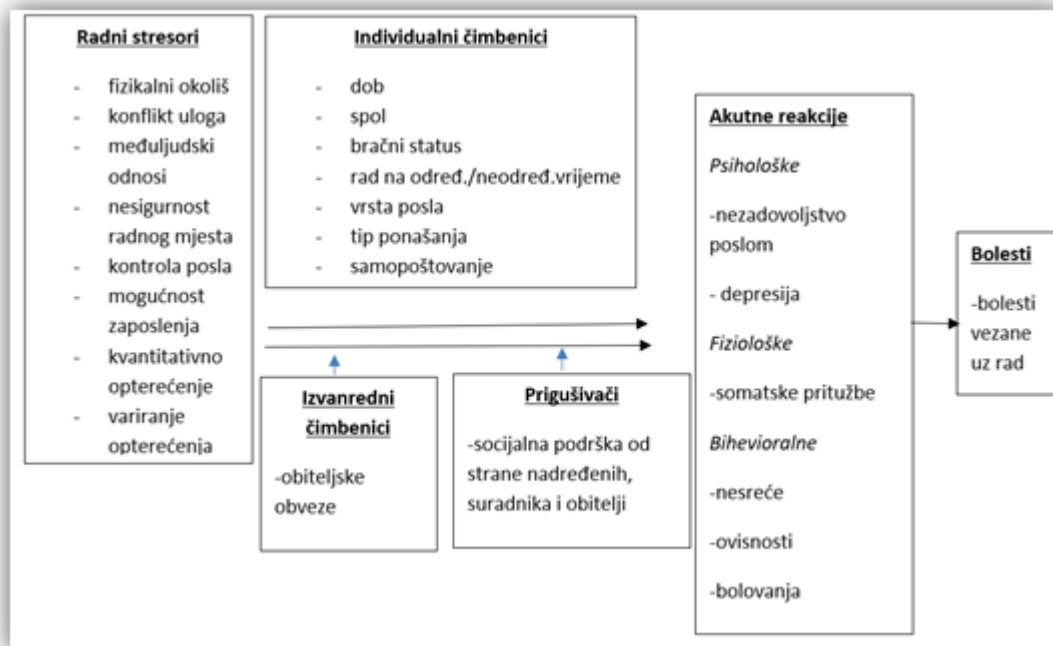 Radni stresori
- fizikalni okoliš
- konflikt uloga
- međuljudski
odnosi
- nesigurnost
radnog mjesta
- kontrola posla
- mogućnost
zaposlenja
- kvantitativno
opterećenje
- variranje
opterećenja
Individualni čimbenici
- dob
- spol
- bračni status
- rad na određ./neodređ.vrijeme
- vrsta posla
- tip ponašanja
- samopoštovanje
Izvanredni
čimbenici
-obiteljske
obveze
Prigušivači
-socijalna podrška od
strane nadređenih,
suradnika i obitelji
Akutne reakcije
Psihološke
-nezadovoljstvo
poslom
- depresija
Fiziološke
-somatske pritužbe
Bihevioralne
-nesreće
-ovisnosti
-bolovanja
Bolesti
-bolesti
vezane
uz rad